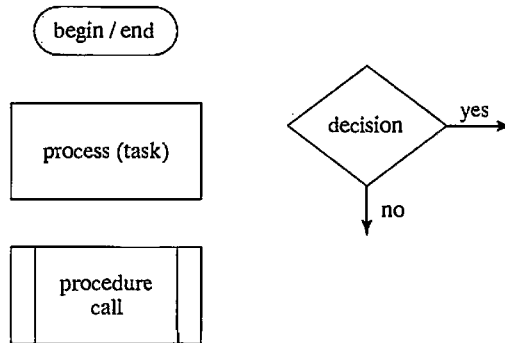 begin / end
process (task)
procedure
call
decision
yes
no